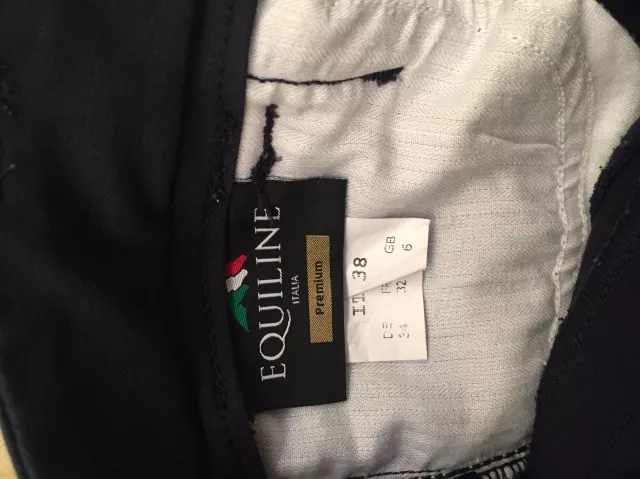 EQUILINE
ITALIA
Premium
IT 38
DE FR GB
34 32 6